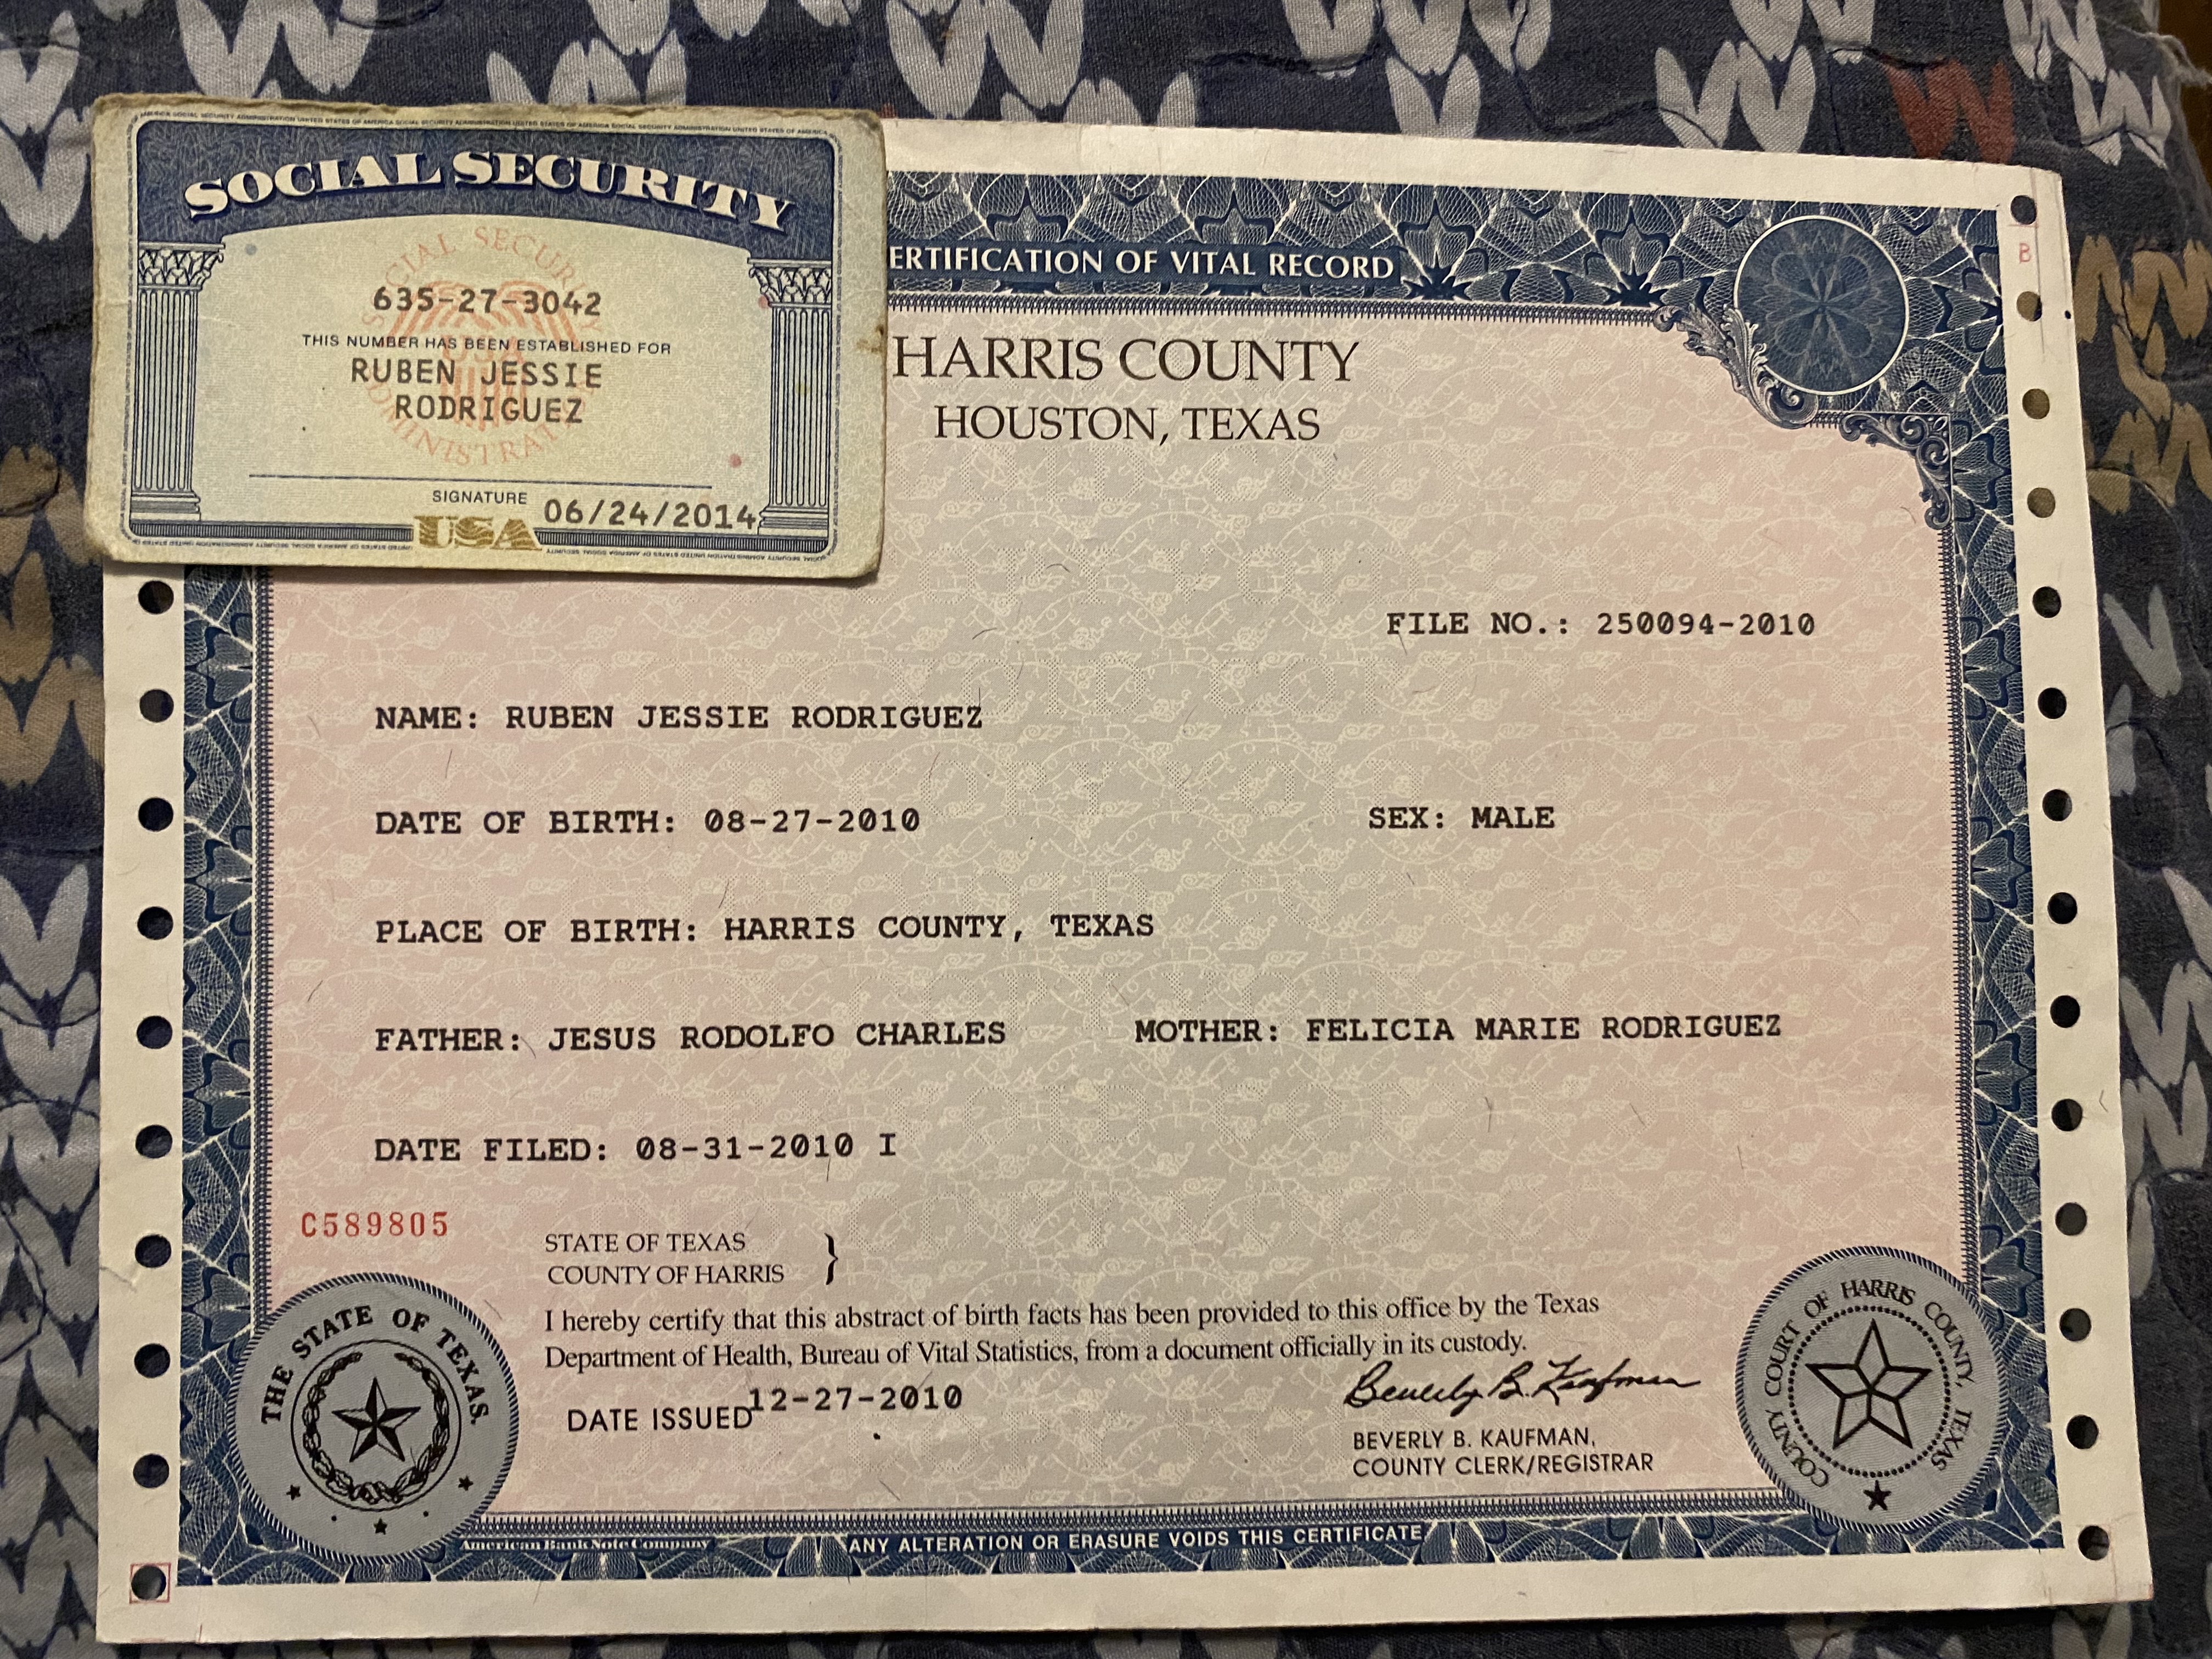 SOCIAL SECURITY
635-27-3042
THIS NUMBER HAS BEEN ESTABLISHED FOR
RUBEN JESSIE
RODRIGUEZ
SIGNATURE
06/24/2014
USA
ERTIFICATION OF VITAL RECORD
B
HARRIS COUNTY
HOUSTON, TEXAS
FILE NO.: 250094-2010
NAME: RUBEN JESSIE RODRIGUEZ
DATE OF BIRTH: 08-27-2010 SEX: MALE
PLACE OF BIRTH: HARRIS COUNTY, TEXAS
FATHER: JESUS RODOLFO CHARLES MOTHER: FELICIA MARIE RODRIGUEZ
DATE FILED: 08-31-2010 I
C589805
STATE OF TEXAS }
COUNTY OF HARRIS
I hereby certify that this abstract of birth facts has been provided to this office by the Texas
Department of Health, Bureau of Vital Statistics, from a document officially in its custody.
DATE ISSUED 12-27-2010
Beverly B. Kaufman
BEVERLY B. KAUFMAN,
COUNTY CLERK/REGISTRAR
THE STATE OF TEXAS.
COUNTY COURT OF HARRIS COUNTY, TEXAS
American Bank Note Company
ANY ALTERATION OR ERASURE VOIDS THIS CERTIFICATE